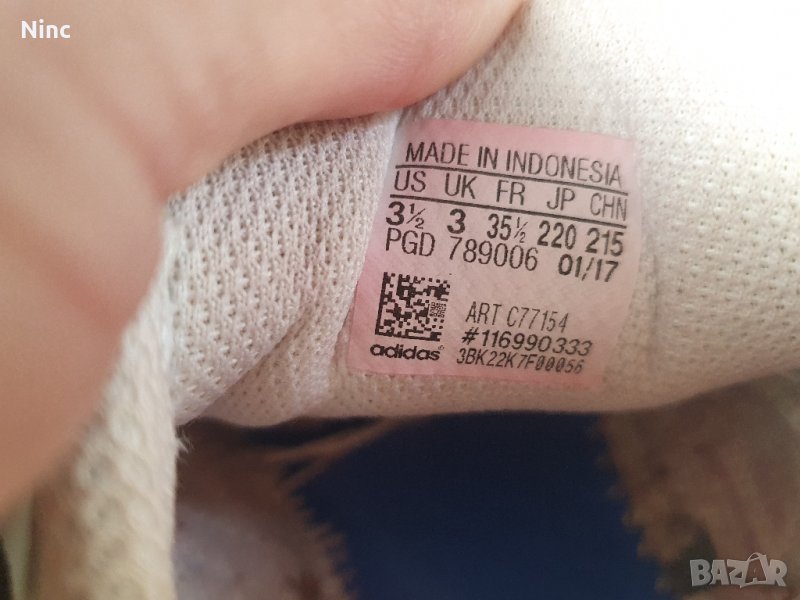 Ninc
MADE IN INDONESIA
US UK FR JP CHN
3½ 3 35½ 220 215
PGD 789006 01/17
ART C77154
#116990333
adidas® 3BK22K7F00056
BAZAR